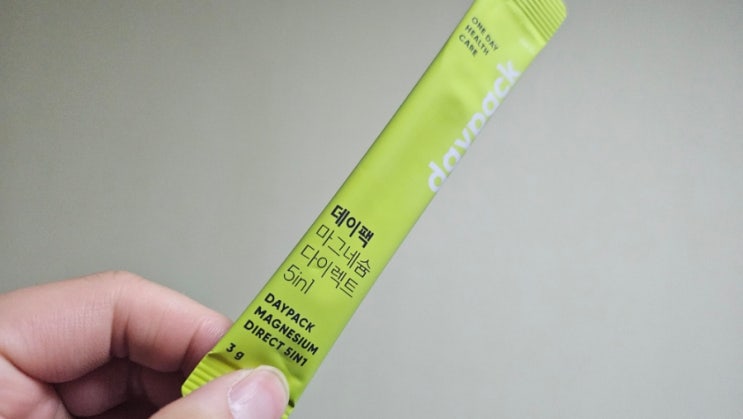 ONE DAY
HEALTH
CARE
daypack
데이팩
마그네슘
다이렉트
5in1
DAYPACK
MAGNESIUM
DIRECT 5IN1
3 g